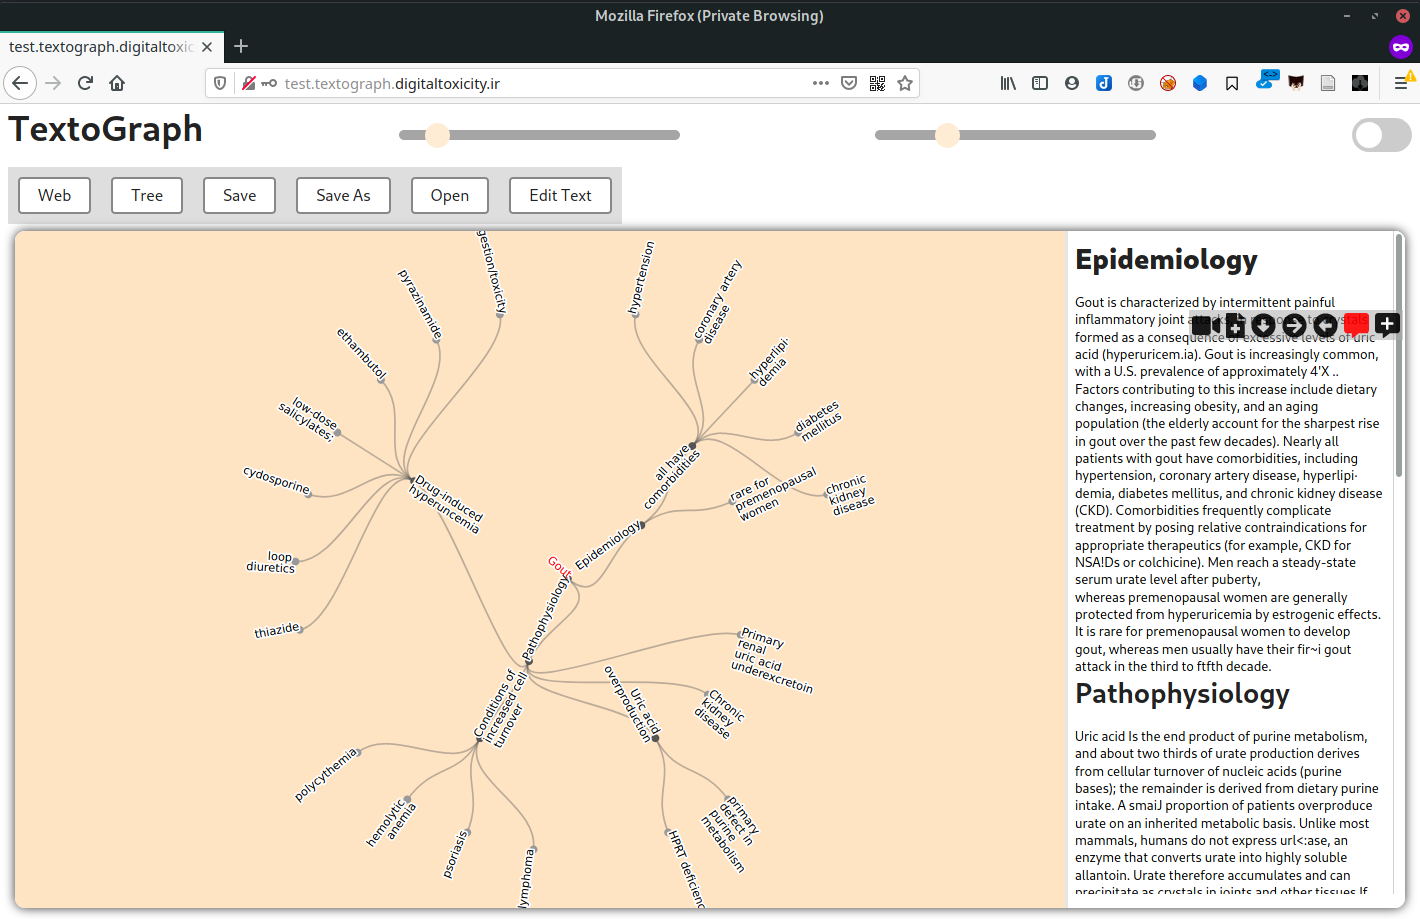 Mozilla Firefox (Private Browsing)
test.textograph.digitaltoxic
test.textograph.digitaltoxicity.ir
TextoGraph
Web
Tree
Save
Save As
Open
Edit Text
gestion/toxicity
pyrazinamide
ethambutol
low-dose
salicylates;
cydosporine
loop
diuretics
thiazide
Drug-induced
hyperuncemia
hypertension
coronary artery
disease
hyperlipi·
demia
diabetes
mellitus
chronic
kidney
disease
all have
comorbidities
rare for
premenopausal
women
Epidemiology
Gout
Pathophysiology
Primary
renal
uric acid
underexcretoin
Chronic
kidney
disease
Uric acid
overproduction
primary
defect in
purine
metabolism
HPRT deficienc
Conditions of
increased cell
turnover
polycythemia
hemolytic
anemia
psoriasis
lymphoma
Epidemiology
Gout is characterized by intermittent painful
inflammatory joint attacks in response to crystals
formed as a consequence of excessive levels of uric
acid (hyperuricem.ia). Gout is increasingly common,
with a U.S. prevalence of approximately 4'X ..
Factors contributing to this increase include dietary
changes, increasing obesity, and an aging
population (the elderly account for the sharpest rise
in gout over the past few decades). Nearly all
patients with gout have comorbidities, including
hypertension, coronary artery disease, hyperlipi·
demia, diabetes mellitus, and chronic kidney disease
(CKD). Comorbidities frequently complicate
treatment by posing relative contraindications for
appropriate therapeutics (for example, CKD for
NSA!Ds or colchicine). Men reach a steady-state
serum urate level after puberty,
whereas premenopausal women are generally
protected from hyperuricemia by estrogenic effects.
It is rare for premenopausal women to develop
gout, whereas men usually have their fir~i gout
attack in the third to ftfth decade.
Pathophysiology
Uric acid Is the end product of purine metabolism,
and about two thirds of urate production derives
from cellular turnover of nucleic acids (purine
bases); the remainder is derived from dietary purine
intake. A smaiJ proportion of patients overproduce
urate on an inherited metabolic basis. Unlike most
mammals, humans do not express url<:ase, an
enzyme that converts urate into highly soluble
allantoin. Urate therefore accumulates and can
precipitate as crystals in joints and other tissues If